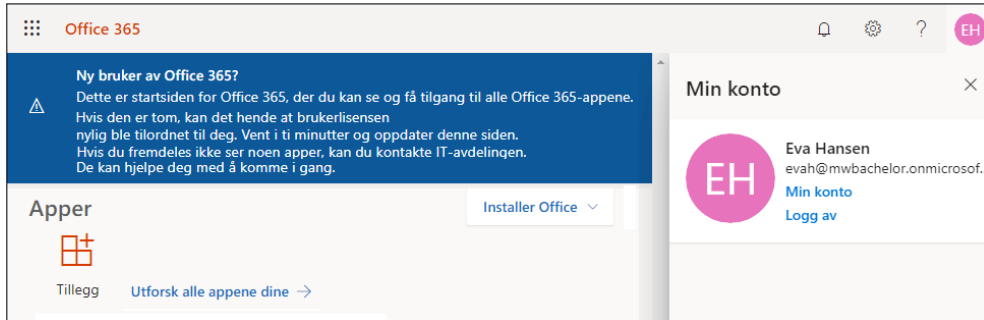 Office 365
?
EH
Ny bruker av Office 365?
Dette er startsiden for Office 365, der du kan se og få tilgang til alle Office 365-appene.
Hvis den er tom, kan det hende at brukerlisensen
nylig ble tilordnet til deg. Vent i ti minutter og oppdater denne siden.
Hvis du fremdeles ikke ser noen apper, kan du kontakte IT-avdelingen.
De kan hjelpe deg med å komme i gang.
Apper
Installer Office
Tillegg
Utforsk alle appene dine →
Min konto
EH
Eva Hansen
evah@mwbachelor.onmicrosof...
Min konto
Logg av